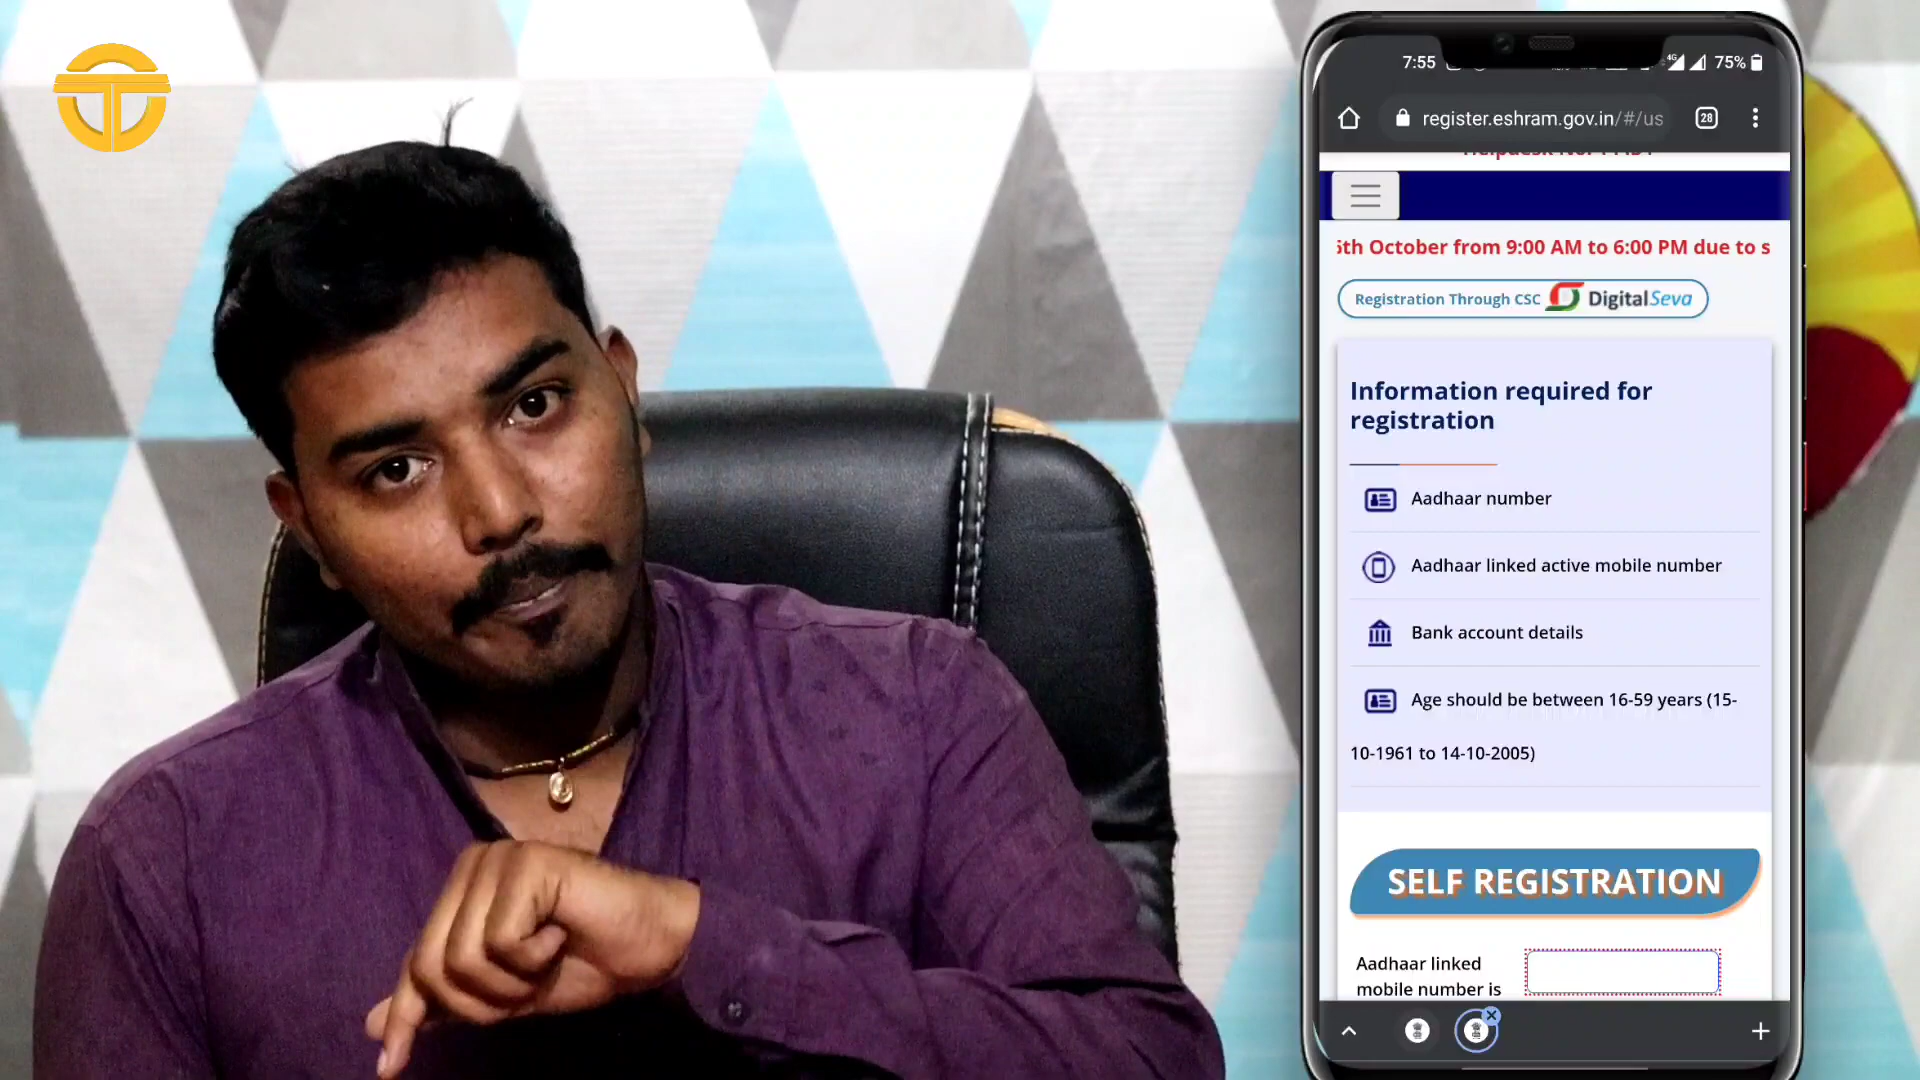 7:55
4G
75%
register.eshram.gov.in/#/us
28
5th October from 9:00 AM to 6:00 PM due to s
Registration Through CSC DigitalSeva
Information required for
registration
Aadhaar number
Aadhaar linked active mobile number
Bank account details
Age should be between 16-59 years (15-
10-1961 to 14-10-2005)
SELF REGISTRATION
Aadhaar linked
mobile number is